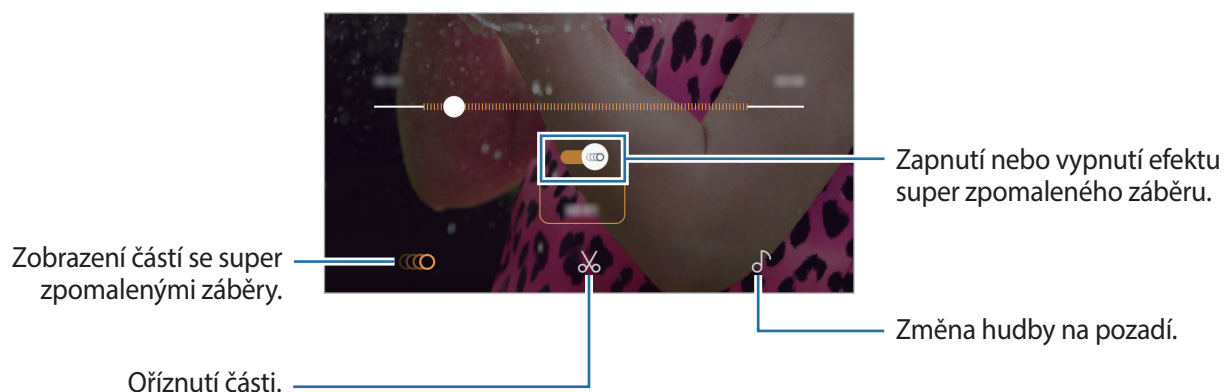 Zapnutí nebo vypnutí efektu
super zpomaleného záběru.
Zobrazení částí se super
zpomalenými záběry.
Změna hudby na pozadí.
Oříznutí části.